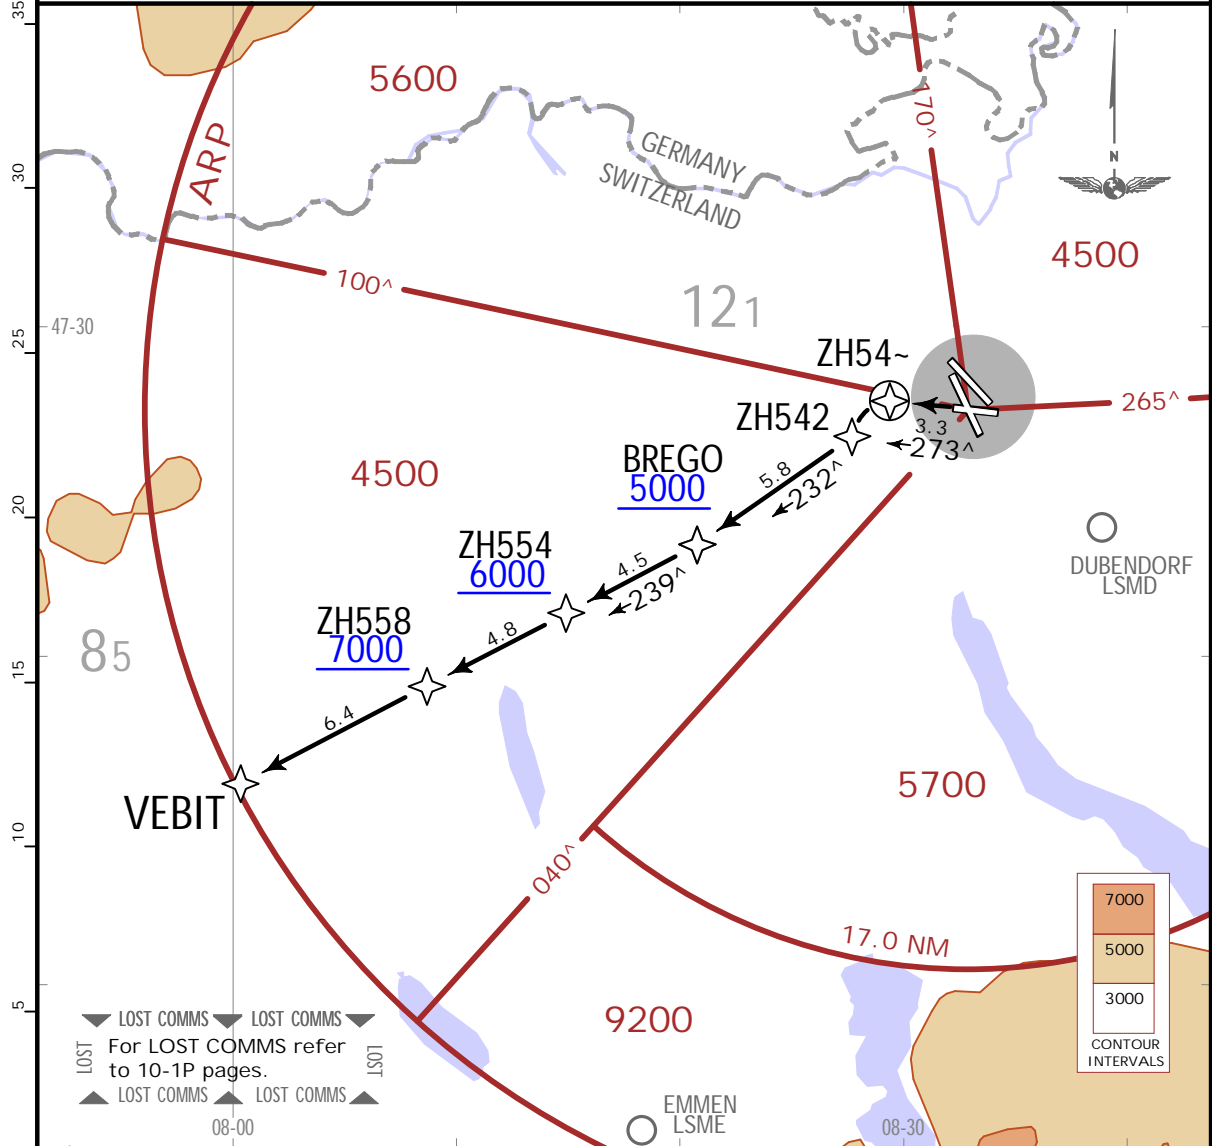 35
5600
170^
ARP
GERMANY
SWITZERLAND
N
30
4500
100^
121
47-30
25
ZH54~
265^
ZH542
3.3
273^
BREGO
5000
5.8
232^
4500
20
ZH554
6000
4.5
239^
DUBENDORF
LSMD
ZH558
7000
4.8
85
15
6.4
VEBIT
5700
10
040^
7000
5000
3000
CONTOUR
INTERVALS
17.0 NM
5
9200
LOST COMMS LOST COMMS
LOST
For LOST COMMS refer
to 10-1P pages.
LOST
LOST COMMS LOST COMMS
EMMEN
LSME
08-00
08-30